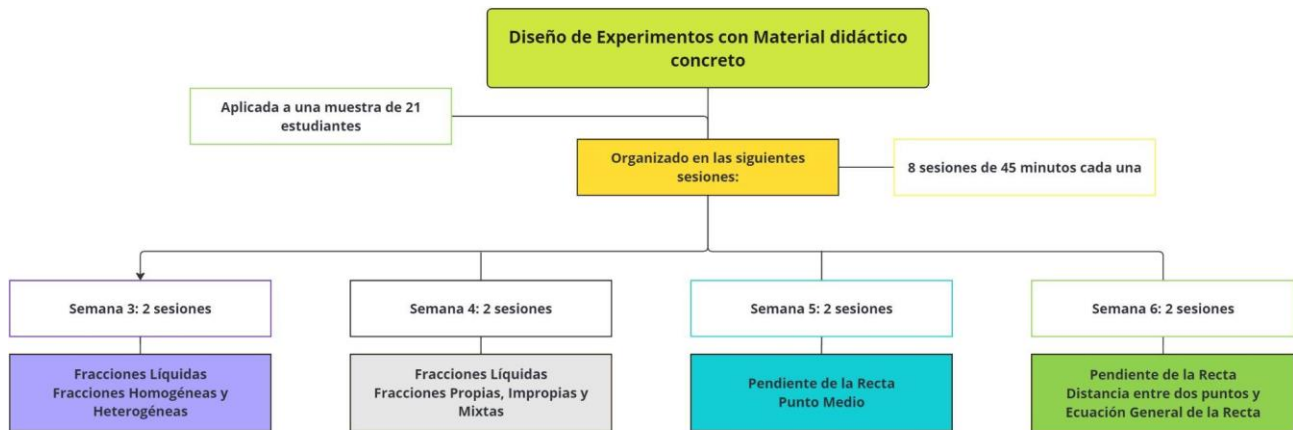 Diseño de Experimentos con Material didáctico
concreto
Aplicada a una muestra de 21
estudiantes
Organizado en las siguientes
sesiones:
8 sesiones de 45 minutos cada una
Semana 3: 2 sesiones
Semana 4: 2 sesiones
Semana 5: 2 sesiones
Semana 6: 2 sesiones
Fracciones Líquidas
Fracciones Homogéneas y
Heterogéneas
Fracciones Líquidas
Fracciones Propias, Impropias y
Mixtas
Pendiente de la Recta
Punto Medio
Pendiente de la Recta
Distancia entre dos puntos y
Ecuación General de la Recta